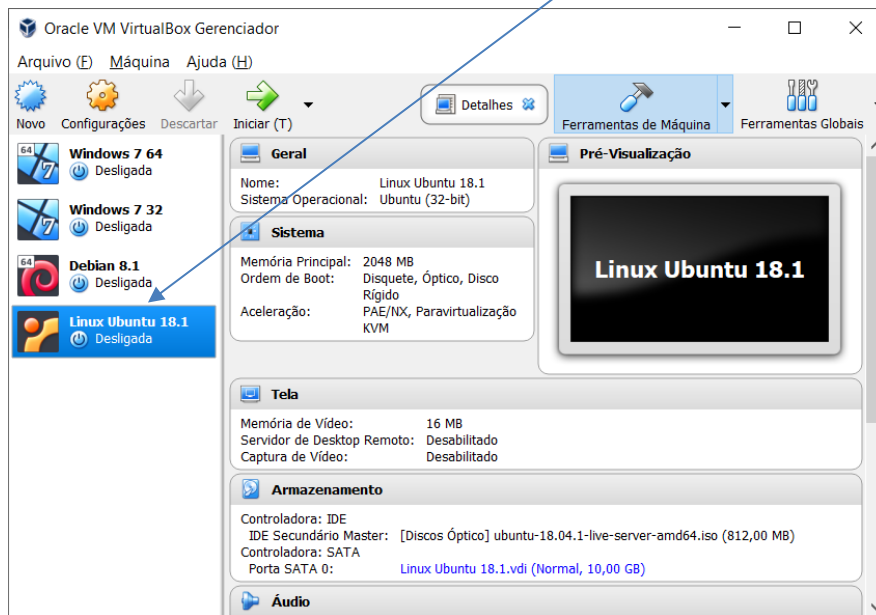 Oracle VM VirtualBox Gerenciador
Arquivo (F) Máquina Ajuda (H)
Novo Configurações Descartar Iniciar (T) Detalhes Ferramentas de Máquina Ferramentas Globais
64 Windows 7 64
Desligada
Windows 7 32
Desligada
64 Debian 8.1
Desligada
Linux Ubuntu 18.1
Desligada
Geral
Nome: Linux Ubuntu 18.1
Sistema Operacional: Ubuntu (32-bit)
Sistema
Memória Principal: 2048 MB
Ordem de Boot: Disquete, Óptico, Disco
Rígido
Aceleração: PAE/NX, Paravirtualização
KVM
Pré-Visualização
Linux Ubuntu 18.1
Tela
Memória de Vídeo: 16 MB
Servidor de Desktop Remoto: Desabilitado
Captura de Vídeo: Desabilitado
Armazenamento
Controladora: IDE
IDE Secundário Master: [Discos Óptico] ubuntu-18.04.1-live-server-amd64.iso (812,00 MB)
Controladora: SATA
Porta SATA 0: Linux Ubuntu 18.1.vdi (Normal, 10,00 GB)
Áudio